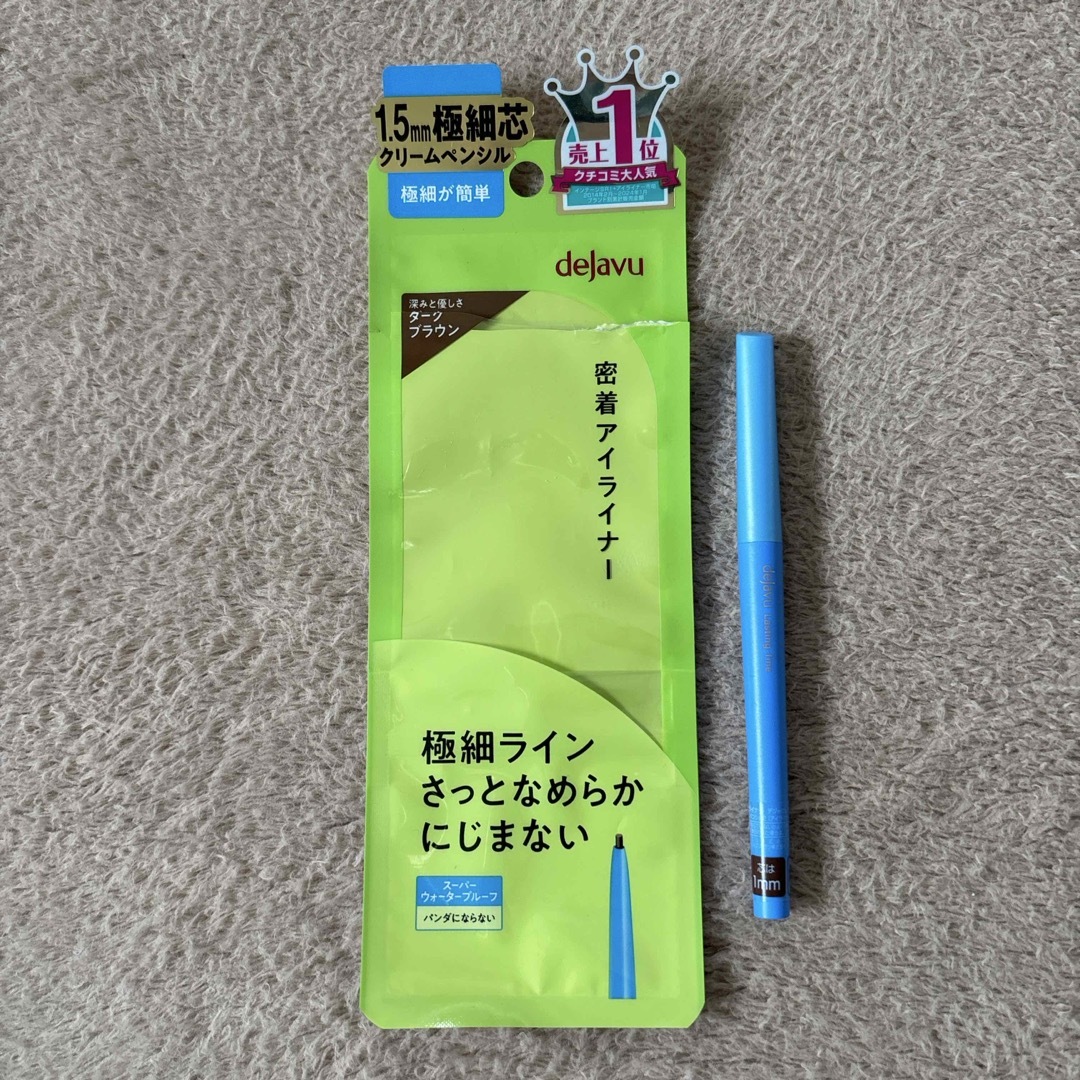 1.5mm極細芯
クリームペンシル
極細が簡単
売上1位
クチコミ大人気
dejavu
深みと優しさ
ダーク
ブラウン
密着アイライナー
極細ライン
さっとなめらか
にじまない
スーパー
ウォータープルーフ
パンダにならない
dejavu
芯は
1mm